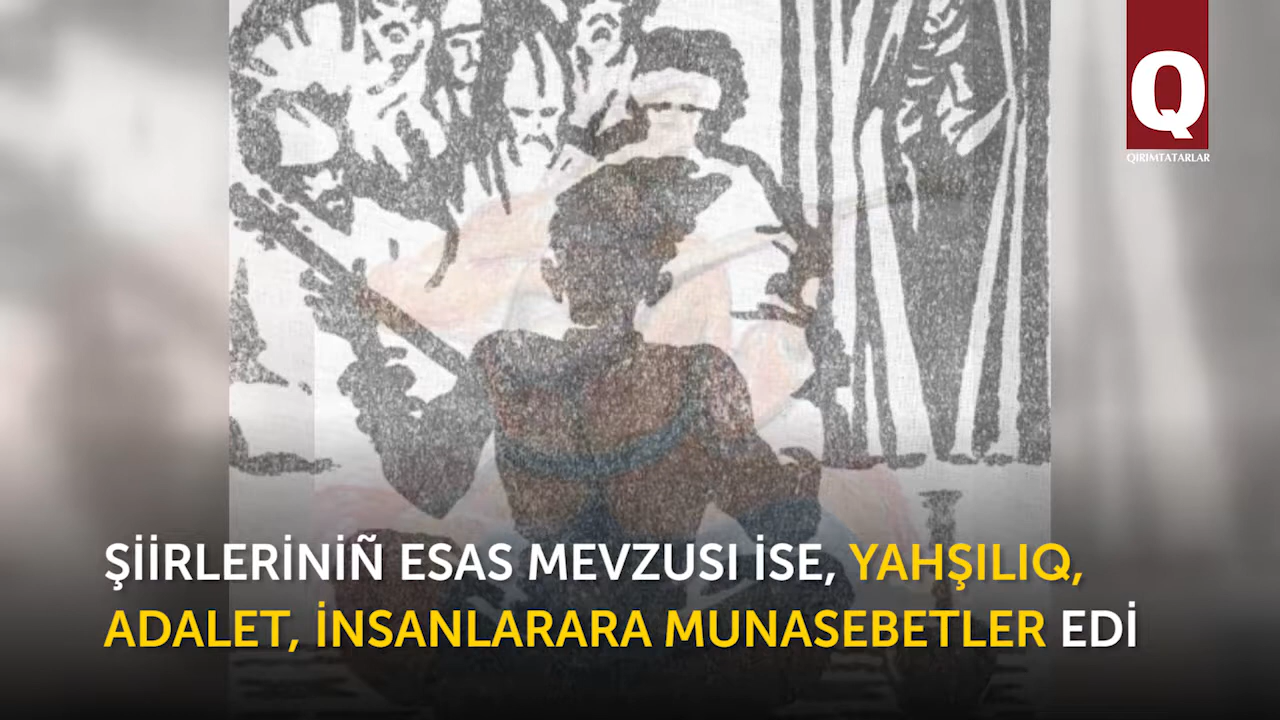 Q
QIRIMTATARLAR
ŞİİRLERİNİÑ ESAS MEVZUSI İSE, YAHŞILIQ,
ADALET, İNSANLARARA MUNASEBETLER EDİ